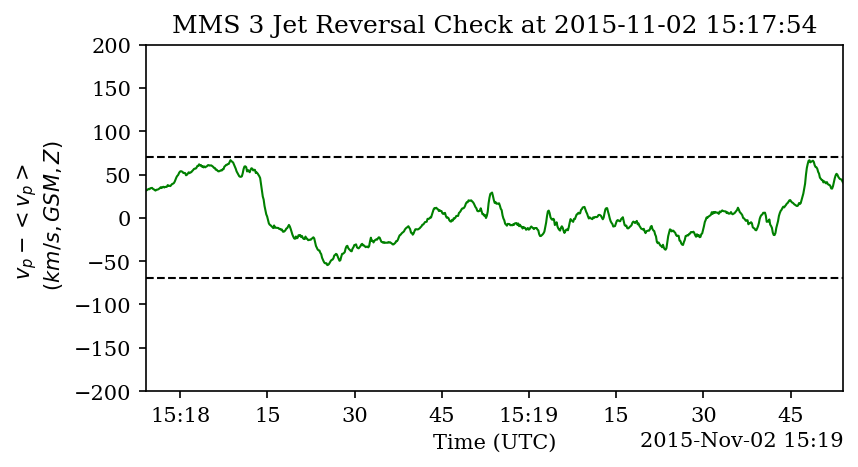 MMS 3 Jet Reversal Check at 2015-11-02 15:17:54
200
150
100
50
0
−50
−100
−150
−200
v_p − < v_p >
(km/s, GSM, Z)
15:18 15 30 45 15:19 15 30 45
Time (UTC)
2015-Nov-02 15:19